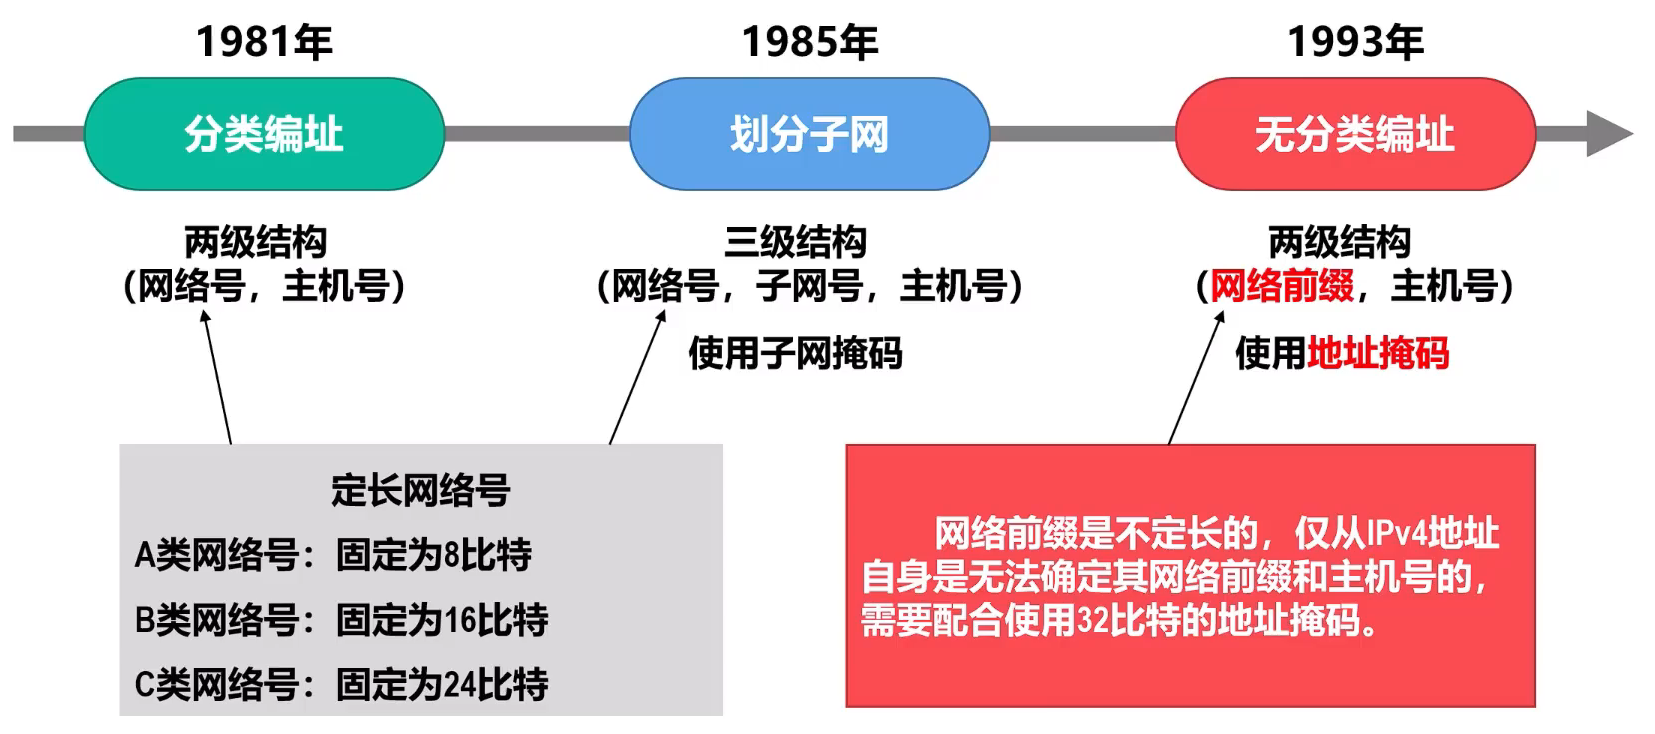 1981年
1985年
1993年
分类编址
划分子网
无分类编址
两级结构
（网络号，主机号）
三级结构
（网络号，子网号，主机号）
使用子网掩码
两级结构
（网络前缀，主机号）
使用地址掩码
定长网络号
A类网络号：固定为8比特
B类网络号：固定为16比特
C类网络号：固定为24比特
网络前缀是不定长的，仅从IPv4地址
自身是无法确定其网络前缀和主机号的，
需要配合使用32比特的地址掩码。